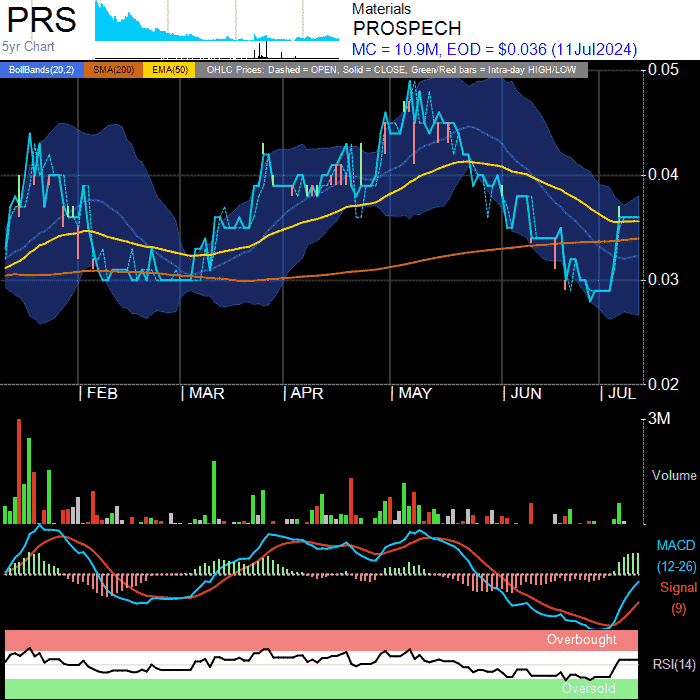 PRS
5yr Chart
Materials
PROSPECH
MC = 10.9M, EOD = $0.036 (11Jul2024)
BollBands(20,2) SMA(200) EMA(50) OHLC Prices: Dashed = OPEN, Solid = CLOSE, Green/Red bars = Intra-day HIGH/LOW
0.05
0.04
0.03
0.02
| FEB | MAR | APR | MAY | JUN | JUL
3M
Volume
MACD
(12-26)
Signal
(9)
Overbought
RSI(14)
Oversold